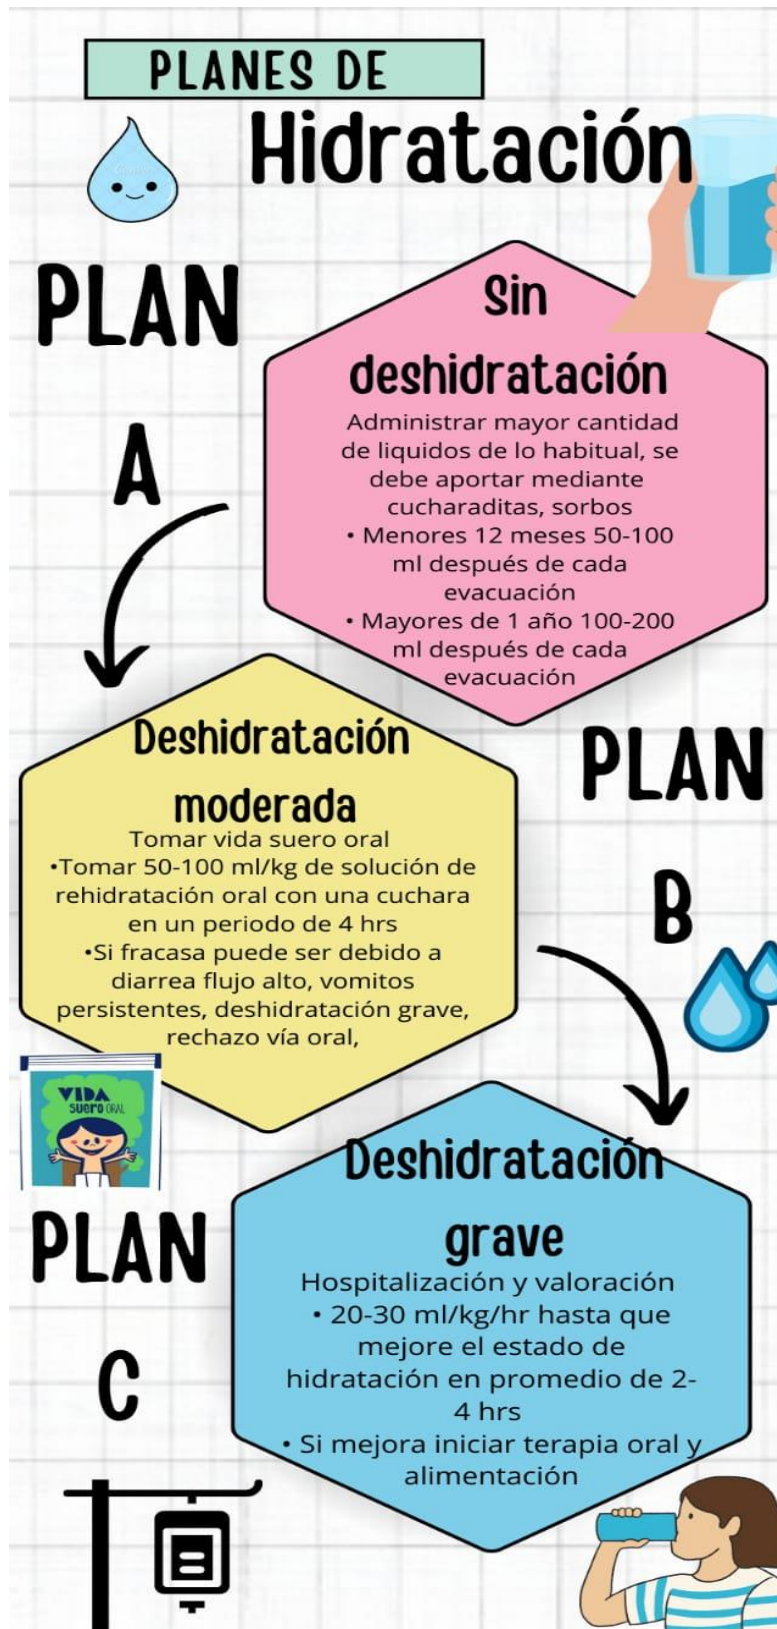 PLANES DE
Hidratación
PLAN
A
Sin
deshidratación
Administrar mayor cantidad
de liquidos de lo habitual, se
debe aportar mediante
cucharaditas, sorbos
• Menores 12 meses 50-100
ml después de cada
evacuación
• Mayores de 1 año 100-200
ml después de cada
evacuación
PLAN
B
Deshidratación
moderada
Tomar vida suero oral
•Tomar 50-100 ml/kg de solución de
rehidratación oral con una cuchara
en un periodo de 4 hrs
•Si fracasa puede ser debido a
diarrea flujo alto, vomitos
persistentes, deshidratación grave,
rechazo vía oral,
VIDA
SUERO ORAL
PLAN
C
Deshidratación
grave
Hospitalización y valoración
• 20-30 ml/kg/hr hasta que
mejore el estado de
hidratación en promedio de 2-
4 hrs
• Si mejora iniciar terapia oral y
alimentación